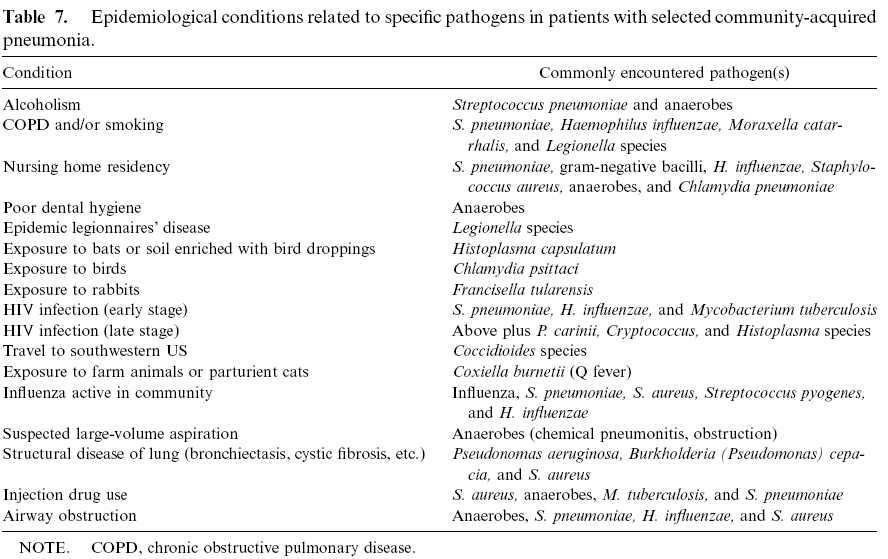 Table 7. Epidemiological conditions related to specific pathogens in patients with selected community-acquired
pneumonia.
Condition Commonly encountered pathogen(s)
Alcoholism Streptococcus pneumoniae and anaerobes
COPD and/or smoking S. pneumoniae, Haemophilus influenzae, Moraxella catar-
rhalis, and Legionella species
Nursing home residency S. pneumoniae, gram-negative bacilli, H. influenzae, Staphylo-
coccus aureus, anaerobes, and Chlamydia pneumoniae
Poor dental hygiene Anaerobes
Epidemic legionnaires' disease Legionella species
Exposure to bats or soil enriched with bird droppings Histoplasma capsulatum
Exposure to birds Chlamydia psittaci
Exposure to rabbits Francisella tularensis
HIV infection (early stage) S. pneumoniae, H. influenzae, and Mycobacterium tuberculosis
HIV infection (late stage) Above plus P. carinii, Cryptococcus, and Histoplasma species
Travel to southwestern US Coccidioides species
Exposure to farm animals or parturient cats Coxiella burnetii (Q fever)
Influenza active in community Influenza, S. pneumoniae, S. aureus, Streptococcus pyogenes,
and H. influenzae
Suspected large-volume aspiration Anaerobes (chemical pneumonitis, obstruction)
Structural disease of lung (bronchiectasis, cystic fibrosis, etc.) Pseudonomas aeruginosa, Burkholderia (Pseudomonas) cepa-
cia, and S. aureus
Injection drug use S. aureus, anaerobes, M. tuberculosis, and S. pneumoniae
Airway obstruction Anaerobes, S. pneumoniae, H. influenzae, and S. aureus
NOTE. COPD, chronic obstructive pulmonary disease.